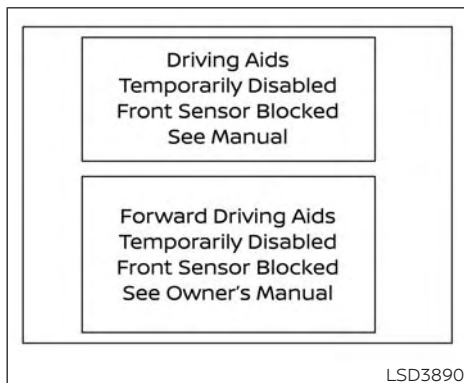 Driving Aids
Temporarily Disabled
Front Sensor Blocked
See Manual
Forward Driving Aids
Temporarily Disabled
Front Sensor Blocked
See Owner's Manual
LSD3890